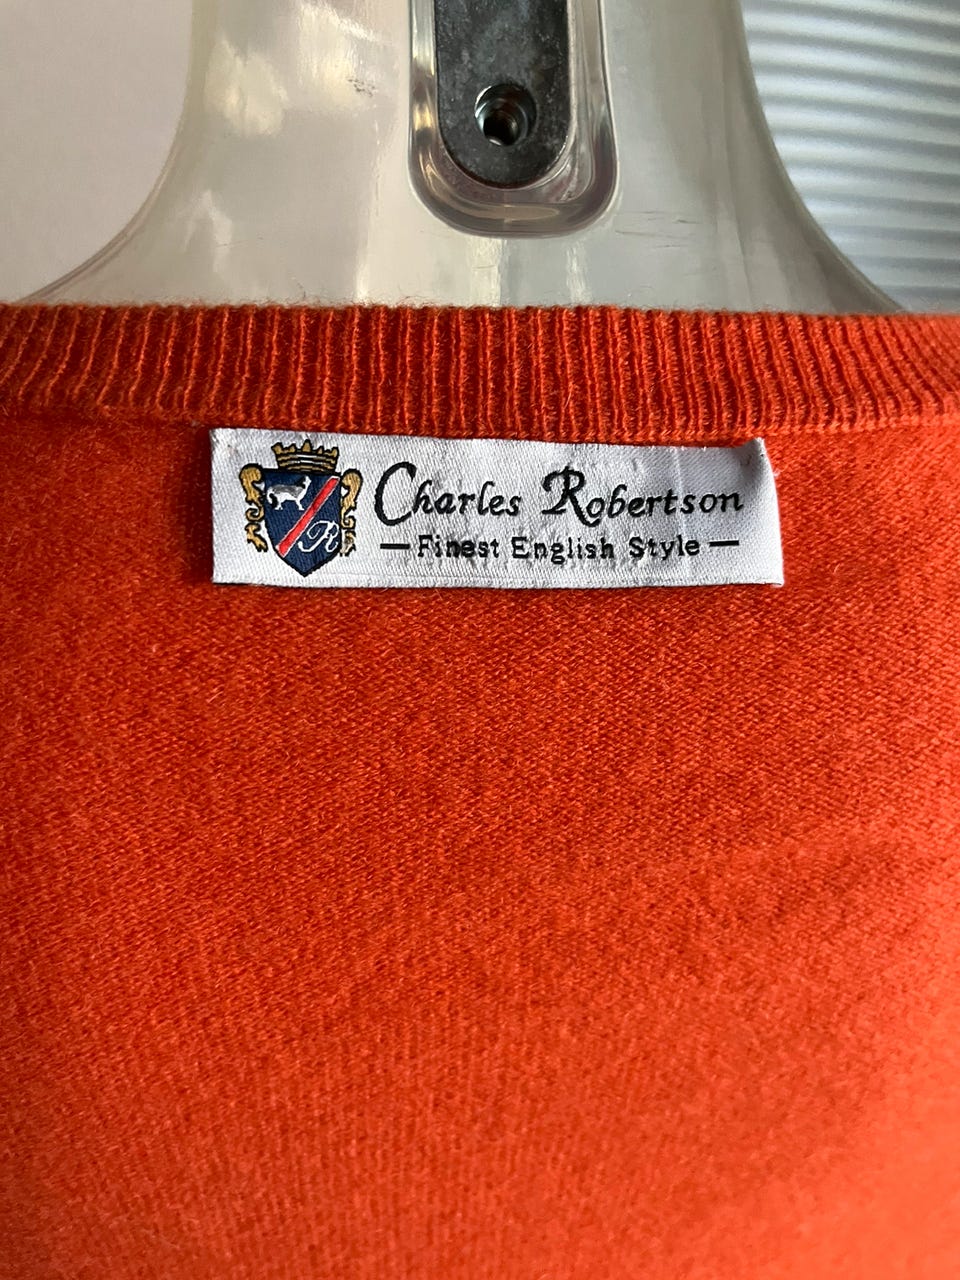 Charles Robertson
— Finest English Style —
R